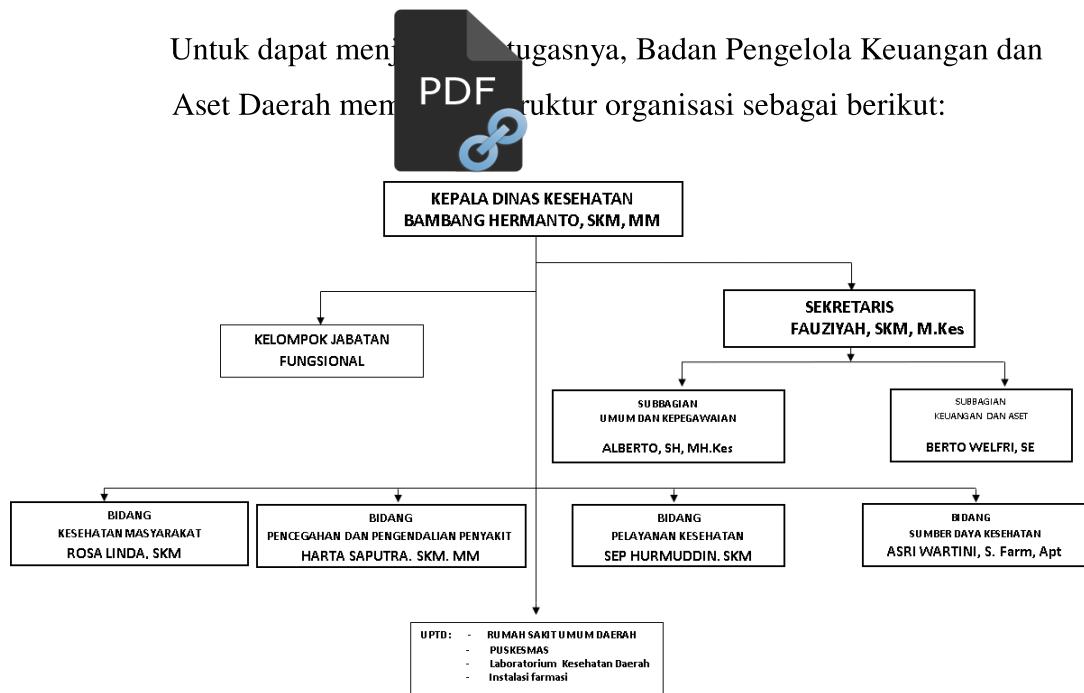 Untuk dapat menj tugasnya, Badan Pengelola Keuangan dan
Aset Daerah mem ruktur organisasi sebagai berikut:
PDF
KEPALA DINAS KESEHATAN
BAMBANG HERMANTO, SKM, MM
SEKRETARIS
FAUZIYAH, SKM, M.Kes
KELOMPOK JABATAN
FUNGSIONAL
SUBBAGIAN
UMUM DAN KEPEGAWAIAN
ALBERTO, SH, MH.Kes
SUBBAGIAN
KEUANGAN DAN ASET
BERTO WELFRI, SE
BIDANG
KESEHATAN MASYARAKAT
ROSA LINDA. SKM
BIDANG
PENCEGAHAN DAN PENGENDALIAN PENYAKIT
HARTA SAPUTRA. SKM. MM
BIDANG
PELAYANAN KESEHATAN
SEP HURMUDDIN. SKM
BIDANG
SUMBER DAYA KESEHATAN
ASRI WARTINI, S. Farm, Apt
UPTD: - RUMAH SAKIT UMUM DAERAH
- PUSKESMAS
- Laboratorium Kesehatan Daerah
- Instalasi farmasi